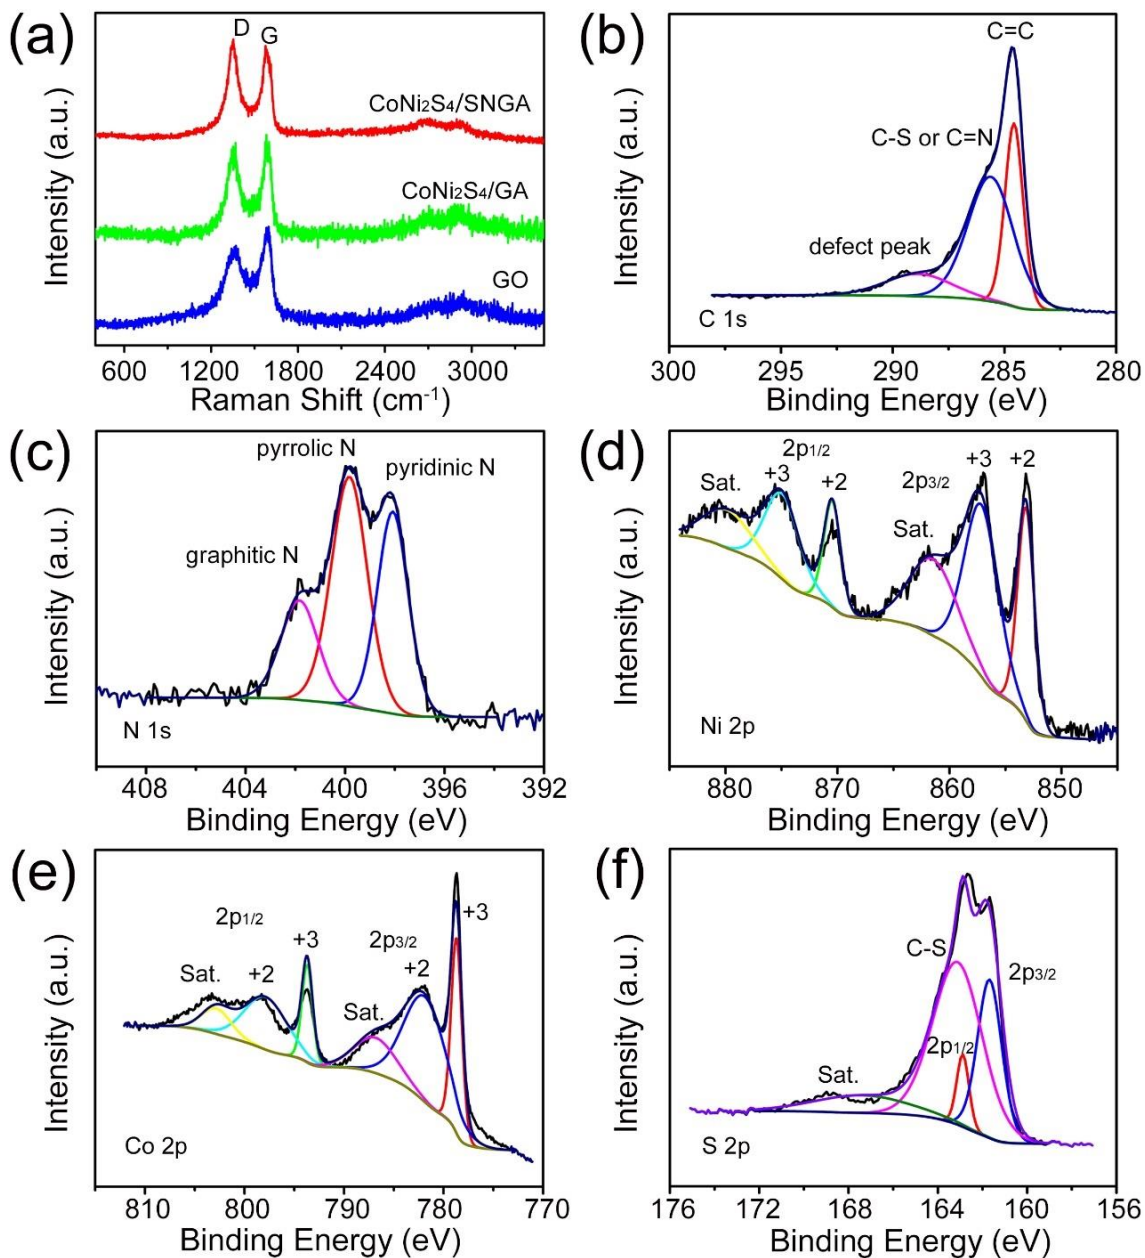 (a)
D
G
CoNi₂S₄/SNGA
CoNi₂S₄/GA
GO
Intensity (a.u.)
600 1200 1800 2400 3000
Raman Shift (cm⁻¹)
(b)
C=C
C-S or C=N
defect peak
C 1s
Intensity (a.u.)
300 295 290 285 280
Binding Energy (eV)
(c)
pyrrolic N
pyridinic N
graphitic N
N 1s
Intensity (a.u.)
408 404 400 396 392
Binding Energy (eV)
(d)
2p₁/₂
+3
+2
Sat.
+3
+2
2p₃/₂
Sat.
Ni 2p
Intensity (a.u.)
880 870 860 850
Binding Energy (eV)
(e)
2p₁/₂
+3
Sat.
+2
2p₃/₂
+3
+2
Sat.
Co 2p
Intensity (a.u.)
810 800 790 780 770
Binding Energy (eV)
(f)
C-S
2p₃/₂
2p₁/₂
Sat.
S 2p
Intensity (a.u.)
176 172 168 164 160 156
Binding Energy (eV)